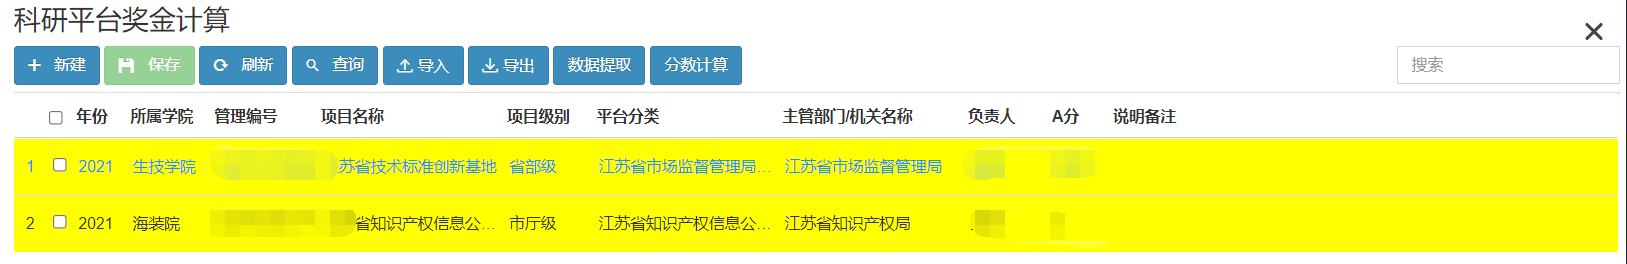 科研平台奖金计算
新建 保存 刷新 查询 导入 导出 数据提取 分数计算 搜索
年份 所属学院 管理编号 项目名称 项目级别 平台分类 主管部门/机关名称 负责人 A分 说明备注
1 2021 生技学院 苏省技术标准创新基地 省部级 江苏省市场监督管理局... 江苏省市场监督管理局
2 2021 海装院 省知识产权信息公... 市厅级 江苏省知识产权信息公... 江苏省知识产权局